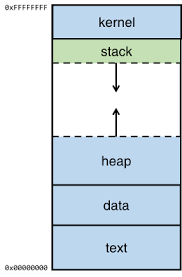 0xFFFFFFFF
kernel
stack
heap
data
text
0x00000000